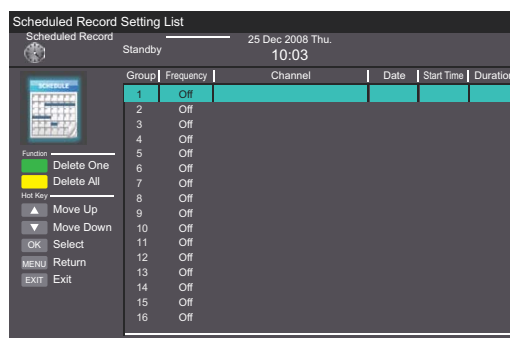 Scheduled Record Setting List
Scheduled Record
Standby
25 Dec 2008 Thu.
10:03
SCHEDULE
Group Frequency Channel Date Start Time Duration
1 Off
2 Off
3 Off
4 Off
5 Off
6 Off
7 Off
8 Off
9 Off
10 Off
11 Off
12 Off
13 Off
14 Off
15 Off
16 Off
Function
Delete One
Delete All
Hot Key
Move Up
Move Down
OK Select
MENU Return
EXIT Exit